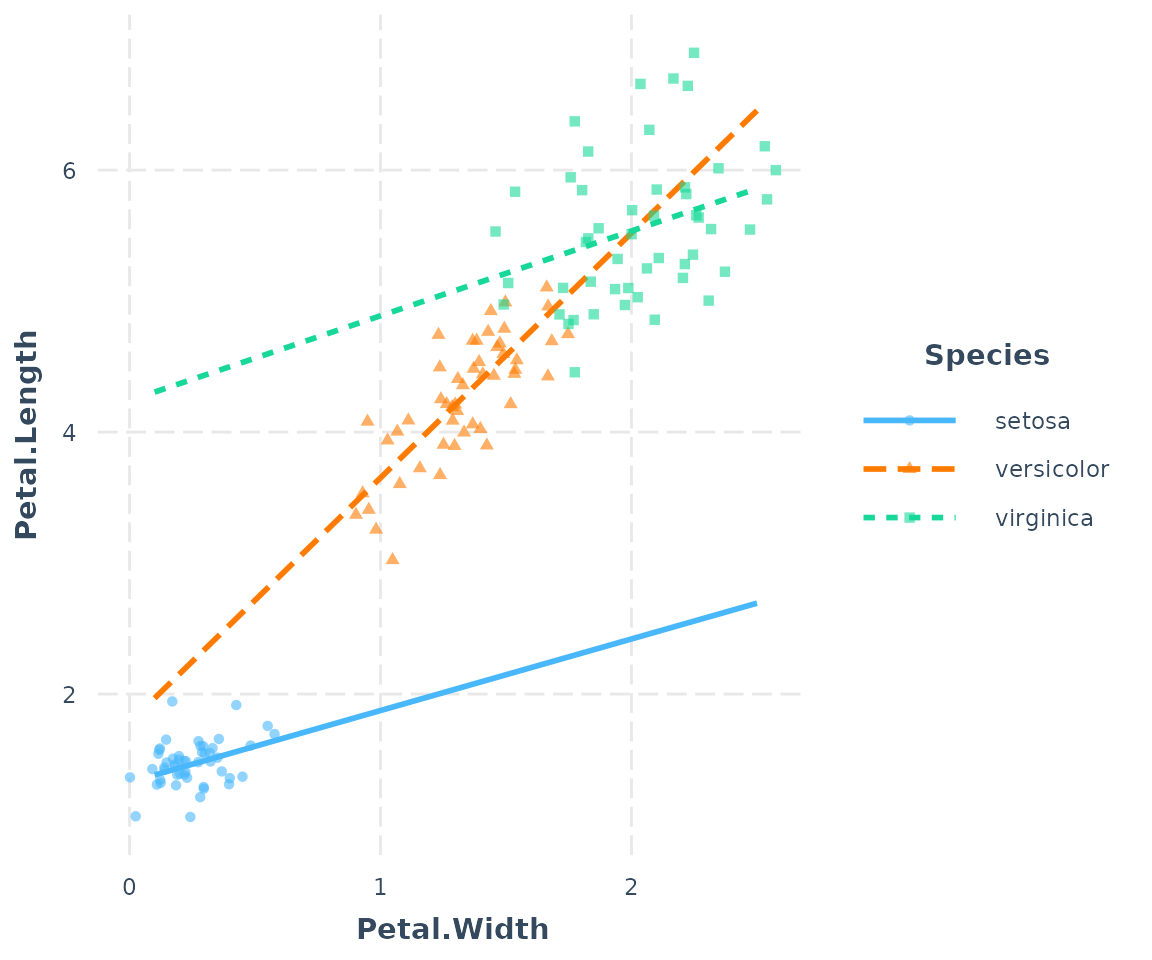 6
4
2
0 1 2
Petal.Length
Petal.Width
Species
setosa
versicolor
virginica